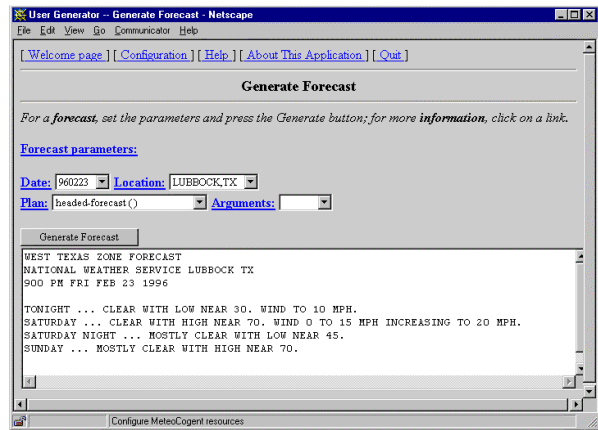 User Generator -- Generate Forecast - Netscape
File Edit View Go Communicator Help
[ Welcome page ] [ Configuration ] [ Help ] [ About This Application ] [ Quit ]
Generate Forecast
For a forecast, set the parameters and press the Generate button; for more information, click on a link.
Forecast parameters:
Date: 960223 Location: LUBBOCK,TX
Plan: headed-forecast () Arguments:
Generate Forecast
WEST TEXAS ZONE FORECAST
NATIONAL WEATHER SERVICE LUBBOCK TX
900 PM FRI FEB 23 1996
TONIGHT ... CLEAR WITH LOW NEAR 30. WIND TO 10 MPH.
SATURDAY ... CLEAR WITH HIGH NEAR 70. WIND 0 TO 15 MPH INCREASING TO 20 MPH.
SATURDAY NIGHT ... MOSTLY CLEAR WITH LOW NEAR 45.
SUNDAY ... MOSTLY CLEAR WITH HIGH NEAR 70.
Configure MeteoCogent resources